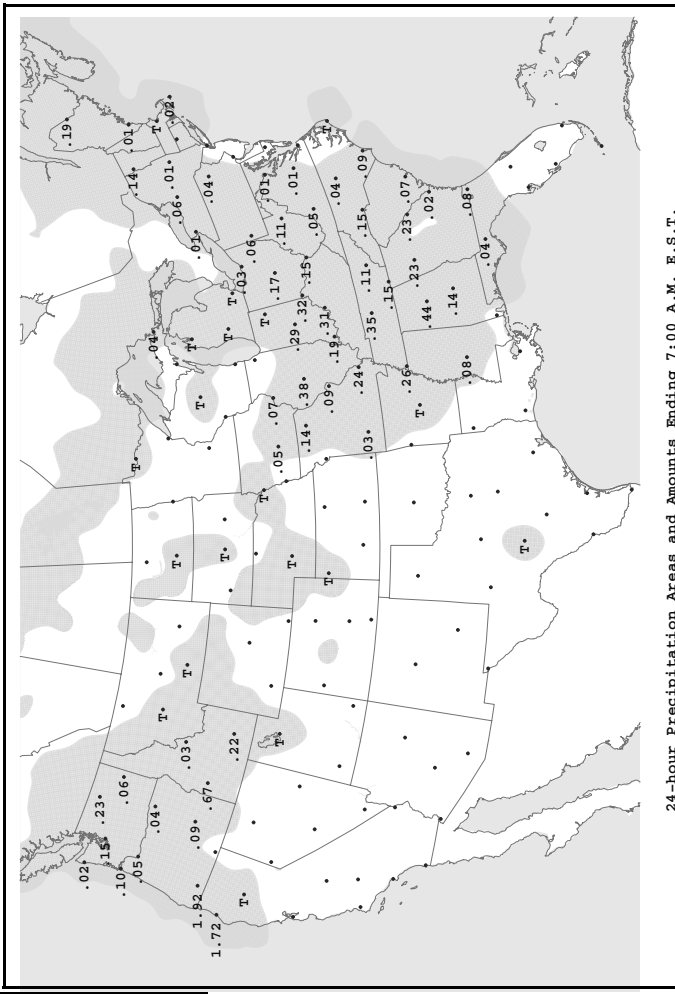 .19
.02
.23
.15
.10
.06
.01
.14
T
.05
.04
.04
T
T
.01
.02
.06
T
.03
T
T
.09
.01
1.92
T
.67
.04
1.72
T
T
T
.22
.03
T
.06
T
T
.01
.07
.17
.05
T
.11
T
.01
.29
.32
.38
.14
.15
.05
.31
T
T
.09
.19
.04
.24
.15
.09
.11
.03
.35
.15
.26
.07
.23
.23
T
.44
.02
.14
.08
.08
.04
T
24-hour Precipitation Areas and Amounts Ending 7:00 A.M. E.S.T.